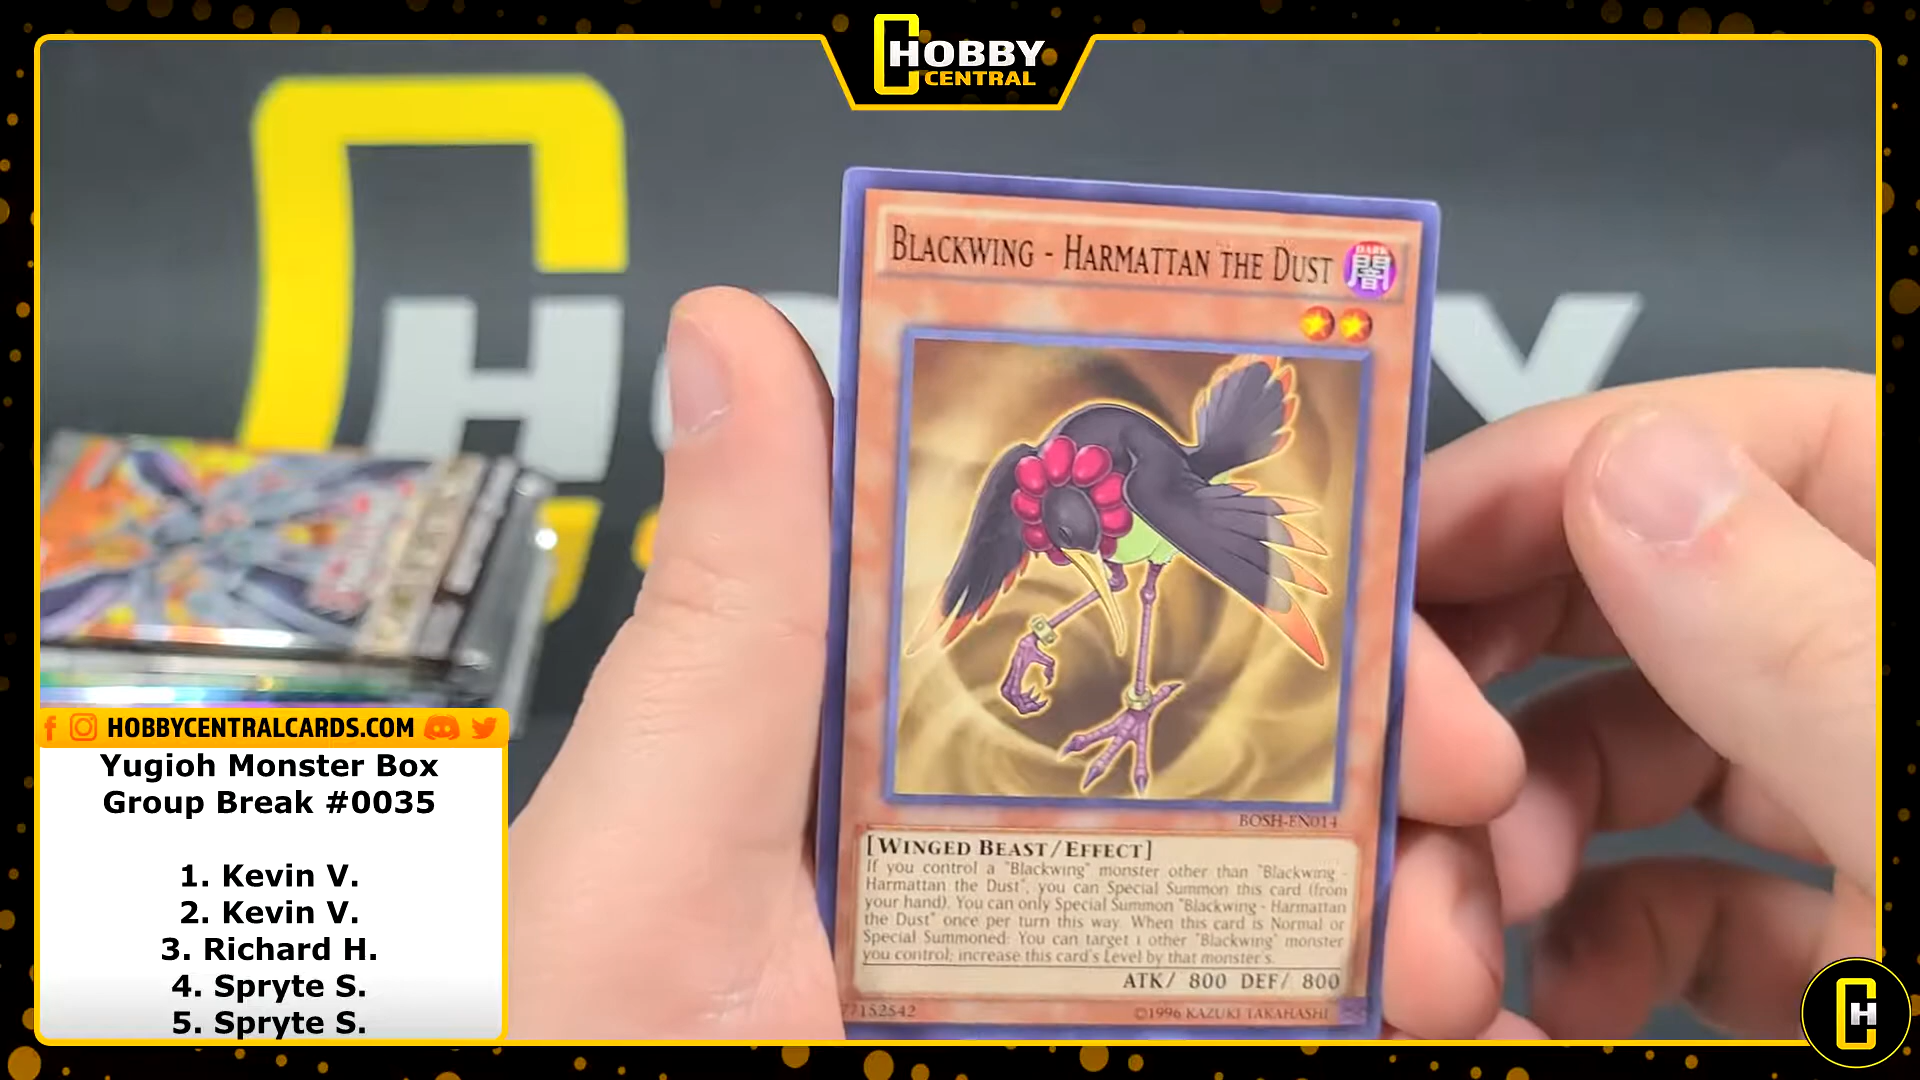 HOBBY
CENTRAL
BLACKWING - HARMATTAN THE DUST
DARK
闇
BOSH-EN014
[WINGED BEAST/EFFECT]
If you control a "Blackwing" monster other than "Blackwing -
Harmattan the Dust", you can Special Summon this card (from
your hand). You can only Special Summon "Blackwing - Harmattan
the Dust" once per turn this way. When this card is Normal or
Special Summoned: You can target 1 other "Blackwing" monster
you control; increase this card's Level by that monster's.
ATK/ 800 DEF/ 800
77152542
©1996 KAZUKI TAKAHASHI
HOBBYCENTRALCARDS.COM
Yugioh Monster Box
Group Break #0035
1. Kevin V.
2. Kevin V.
3. Richard H.
4. Spryte S.
5. Spryte S.
CH